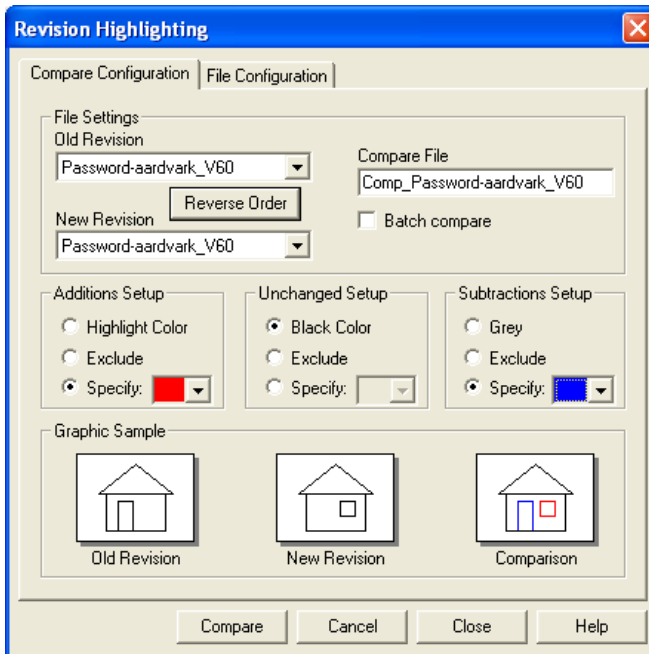 Revision Highlighting
Compare Configuration
File Configuration
File Settings
Old Revision
Password-aardvark_V60
Compare File
Comp_Password-aardvark_V60
Reverse Order
New Revision
Batch compare
Password-aardvark_V60
Additions Setup
Highlight Color
Exclude
Specify:
Unchanged Setup
Black Color
Exclude
Specify:
Subtractions Setup
Grey
Exclude
Specify:
Graphic Sample
Old Revision
New Revision
Comparison
Compare
Cancel
Close
Help